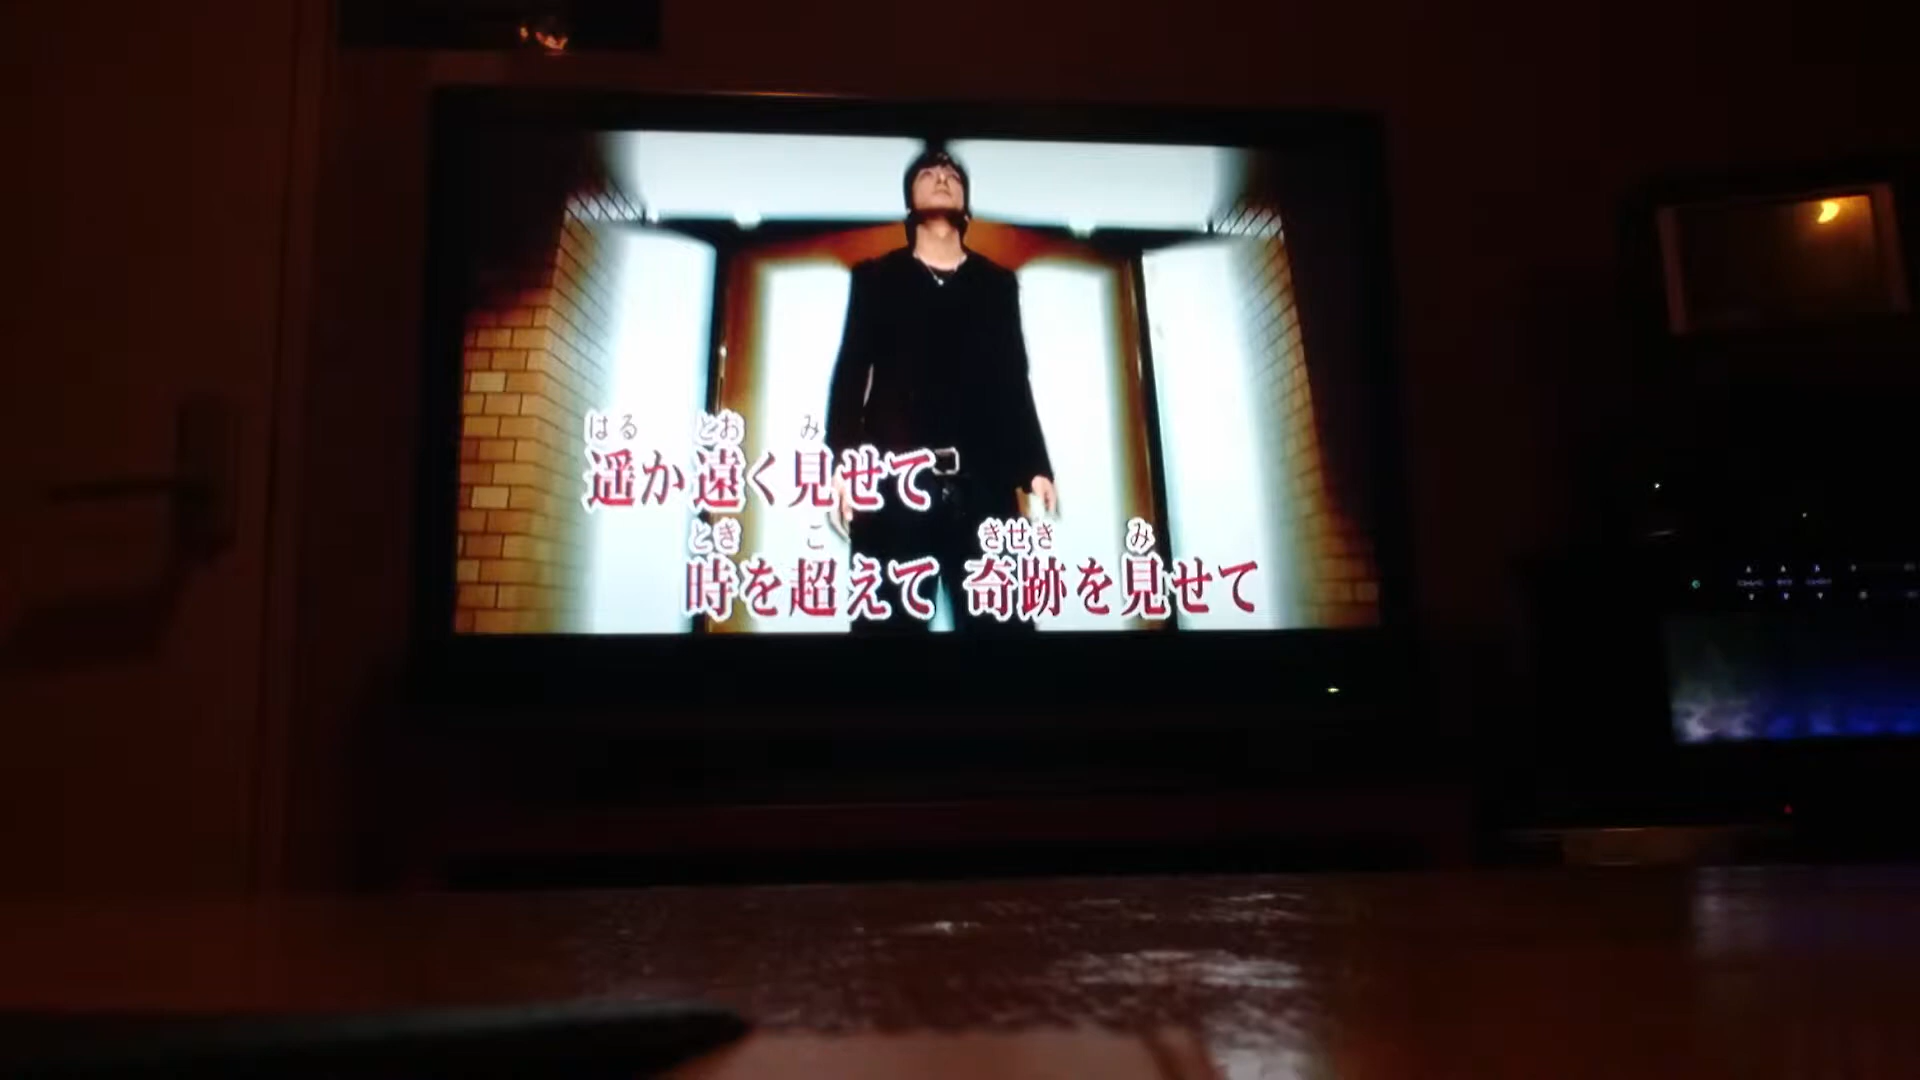 はる とお み
遥か遠く見せて
とき こ きせき み
時を超えて 奇跡を見せて